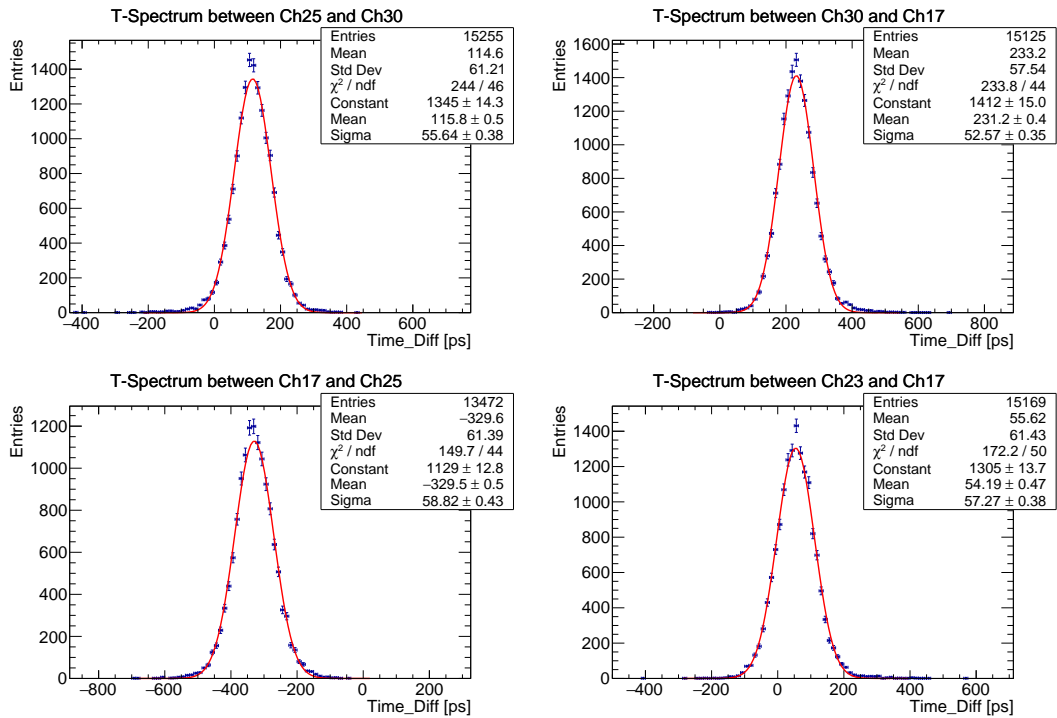 T-Spectrum between Ch25 and Ch30
Entries 15255
Mean 114.6
Std Dev 61.21
χ² / ndf 244 / 46
Constant 1345 ± 14.3
Mean 115.8 ± 0.5
Sigma 55.64 ± 0.38
Entries
1400
1200
1000
800
600
400
200
0
−400 −200 0 200 400 600
Time_Diff [ps]
T-Spectrum between Ch30 and Ch17
Entries 15125
Mean 233.2
Std Dev 57.54
χ² / ndf 233.8 / 44
Constant 1412 ± 15.0
Mean 231.2 ± 0.4
Sigma 52.57 ± 0.35
Entries
1600
1400
1200
1000
800
600
400
200
0
−200 0 200 400 600 800
Time_Diff [ps]
T-Spectrum between Ch17 and Ch25
Entries 13472
Mean −329.6
Std Dev 61.39
χ² / ndf 149.7 / 44
Constant 1129 ± 12.8
Mean −329.5 ± 0.5
Sigma 58.82 ± 0.43
Entries
1200
1000
800
600
400
200
0
−800 −600 −400 −200 0 200
Time_Diff [ps]
T-Spectrum between Ch23 and Ch17
Entries 15169
Mean 55.62
Std Dev 61.43
χ² / ndf 172.2 / 50
Constant 1305 ± 13.7
Mean 54.19 ± 0.47
Sigma 57.27 ± 0.38
Entries
1400
1200
1000
800
600
400
200
0
−400 −200 0 200 400 600
Time_Diff [ps]